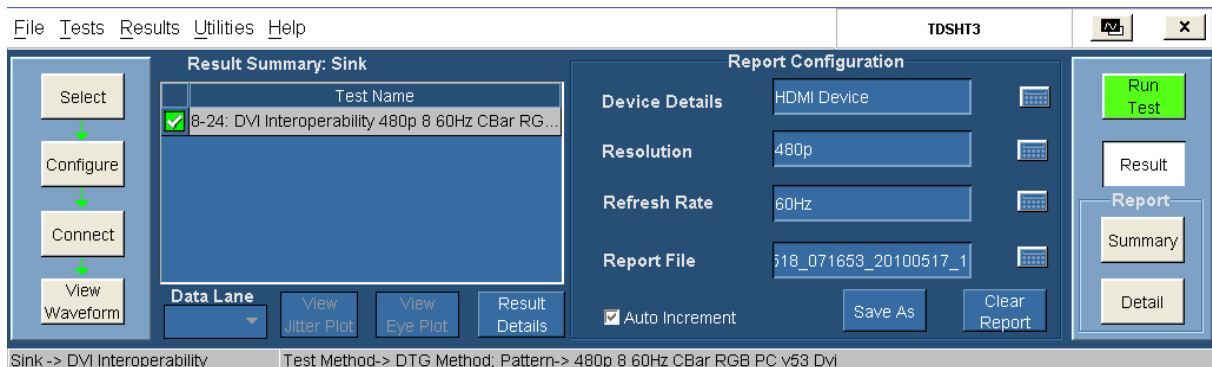 File Tests Results Utilities Help
TDSHT3
x
Select
Configure
Connect
View
Waveform
Result Summary: Sink
Test Name
8-24: DVI Interoperability 480p 8 60Hz CBar RG...
Data Lane
View
Jitter Plot
View
Eye Plot
Result
Details
Report Configuration
Device Details
HDMI Device
Resolution
480p
Refresh Rate
60Hz
Report File
518_071653_20100517_1
Auto Increment
Save As
Clear
Report
Run
Test
Result
Report
Summary
Detail
Sink -> DVI Interoperability
Test Method-> DTG Method; Pattern-> 480p 8 60Hz CBar RGB PC v53 Dvi